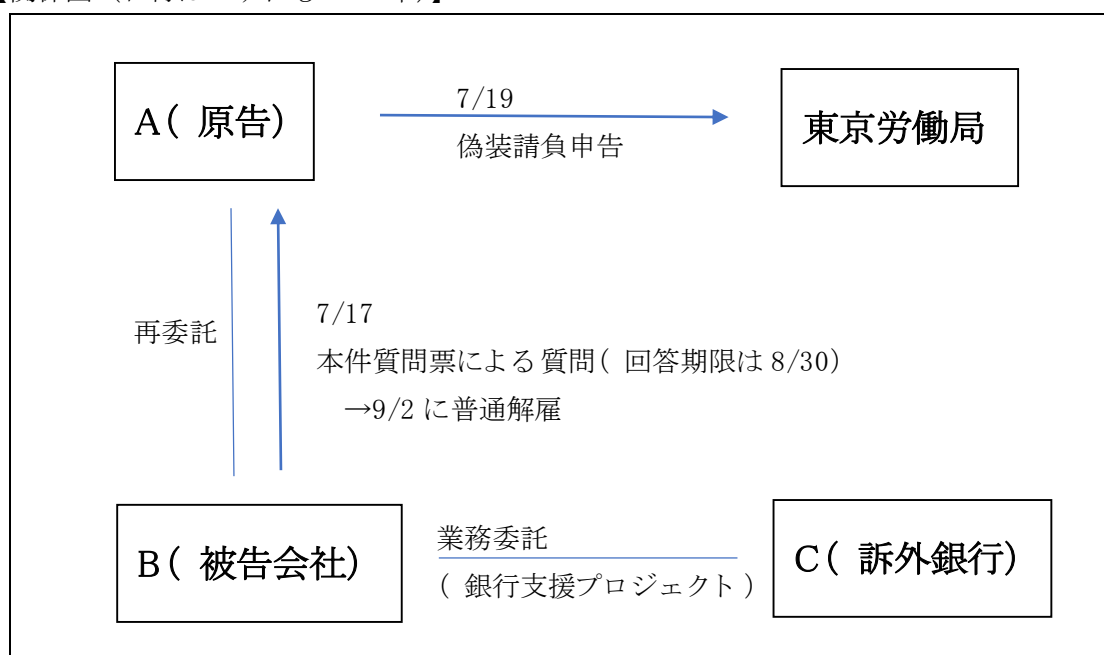 A( 原告)
7/19
偽装請負申告
東京労働局
再委託
7/17
本件質問票による質問( 回答期限は 8/30)
→9/2 に普通解雇
B( 被告会社)
業務委託
( 銀行支援プロジェクト )
C( 訴外銀行)